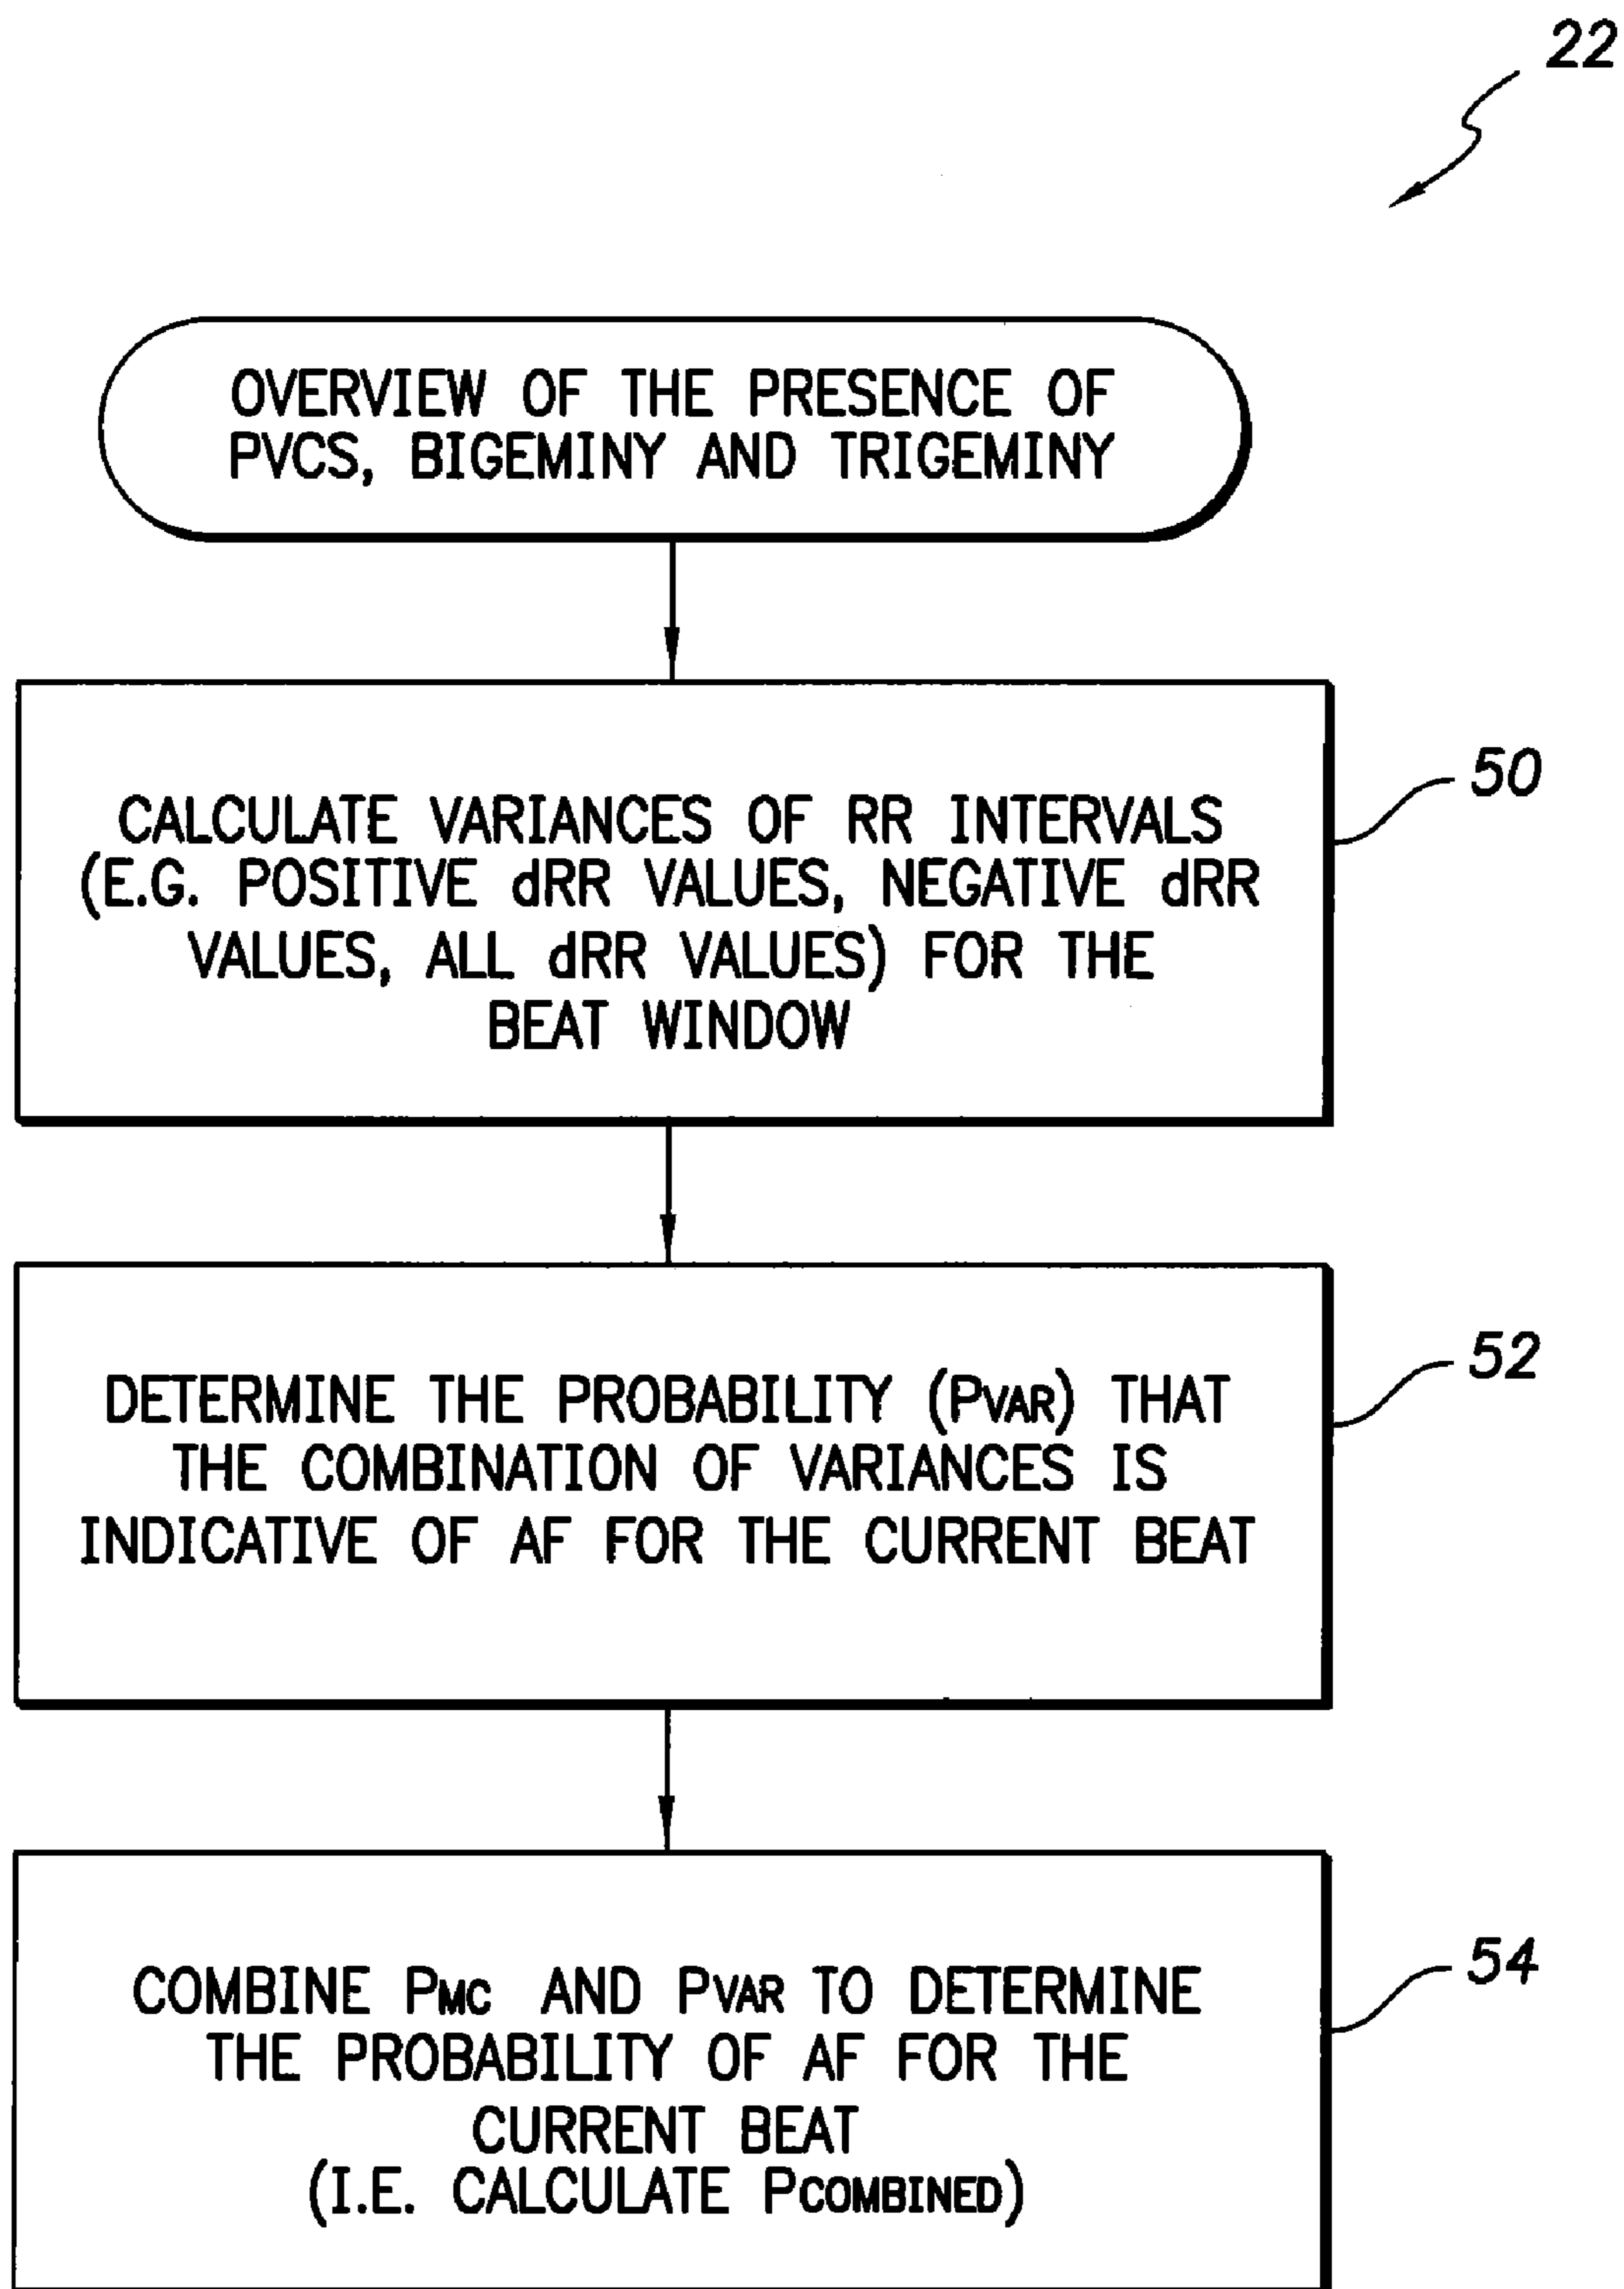 22
OVERVIEW OF THE PRESENCE OF
PVCS, BIGEMINY AND TRIGEMINY
CALCULATE VARIANCES OF RR INTERVALS
(E.G. POSITIVE dRR VALUES, NEGATIVE dRR
VALUES, ALL dRR VALUES) FOR THE
BEAT WINDOW
50
DETERMINE THE PROBABILITY (PVAR) THAT
THE COMBINATION OF VARIANCES IS
INDICATIVE OF AF FOR THE CURRENT BEAT
52
COMBINE PMC AND PVAR TO DETERMINE
THE PROBABILITY OF AF FOR THE
CURRENT BEAT
(I.E. CALCULATE PCOMBINED)
54